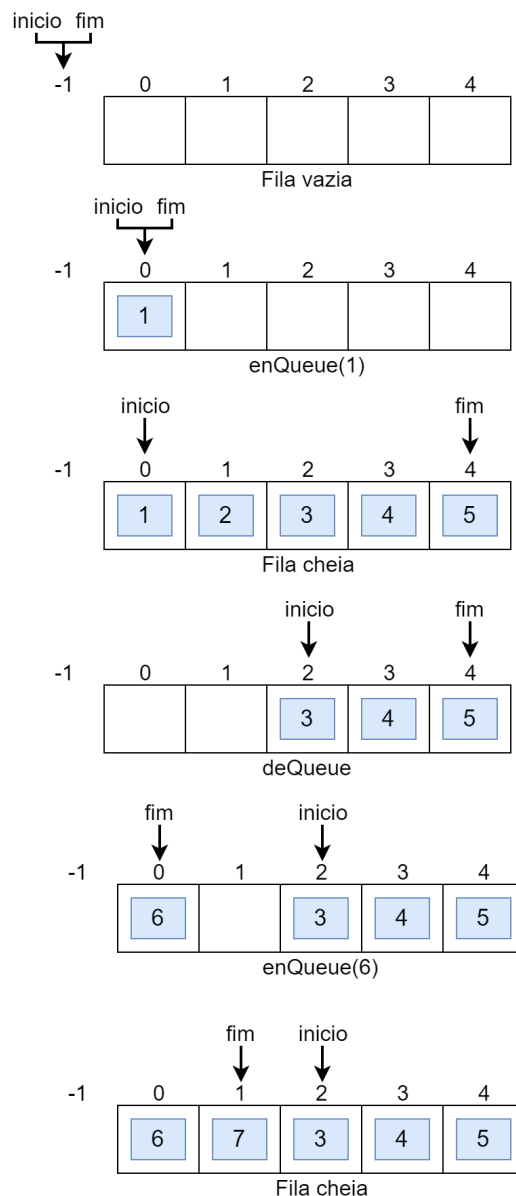 inicio fim
-1 0 1 2 3 4
Fila vazia
inicio fim
-1 0 1 2 3 4
1
enQueue(1)
inicio fim
-1 0 1 2 3 4
1 2 3 4 5
Fila cheia
inicio fim
-1 0 1 2 3 4
3 4 5
deQueue
fim inicio
-1 0 1 2 3 4
6 3 4 5
enQueue(6)
fim inicio
-1 0 1 2 3 4
6 7 3 4 5
Fila cheia